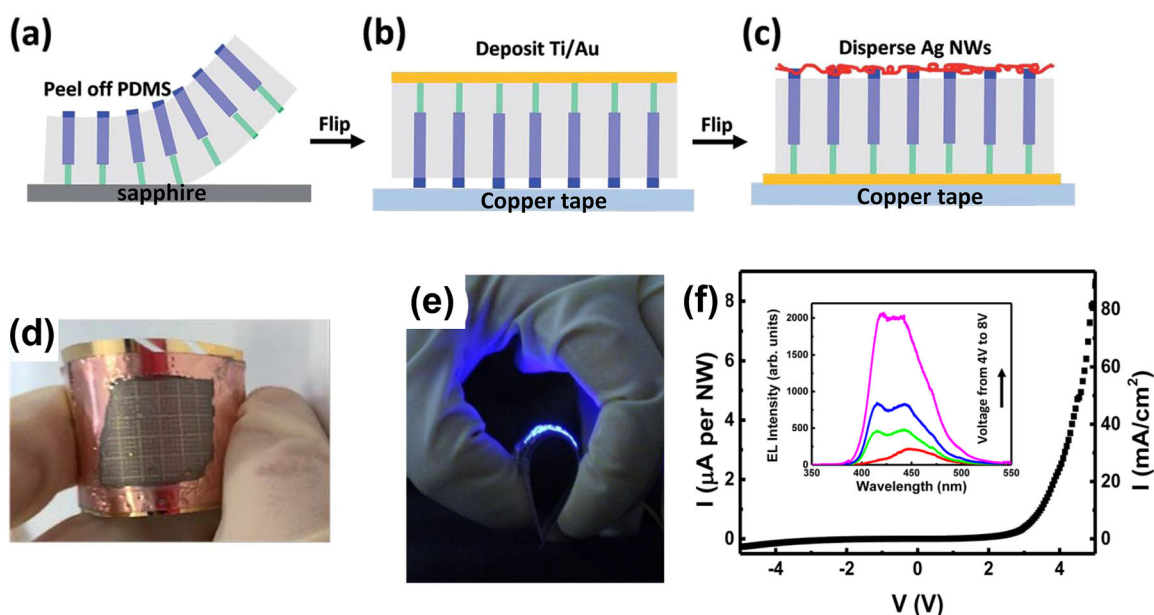 (a)
Peel off PDMS
sapphire
Flip
(b)
Deposit Ti/Au
Copper tape
Flip
(c)
Disperse Ag NWs
Copper tape
(d)
(e)
(f)
I (μA per NW)
8
6
4
2
0
-4 -2 0 2 4
V (V)
80
60
40
20
0
I (mA/cm²)
EL Intensity (arb. units)
2000
1500
1000
500
0
350 400 450 500 550
Wavelength (nm)
Voltage from 4V to 8V